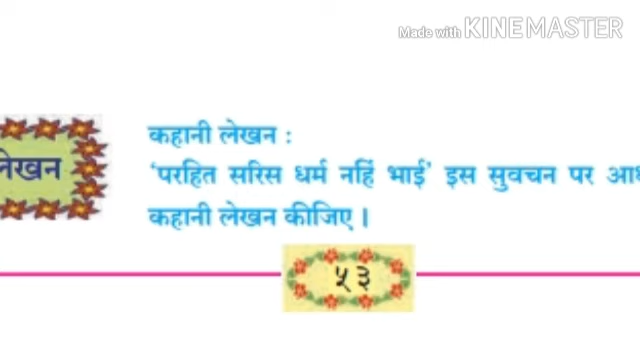 Made with KINEMASTER
कहानी लेखन :
लेखन
'परहित सरिस धर्म नहिं भाई' इस सुवचन पर
कहानी लेखन कीजिए ।
५३